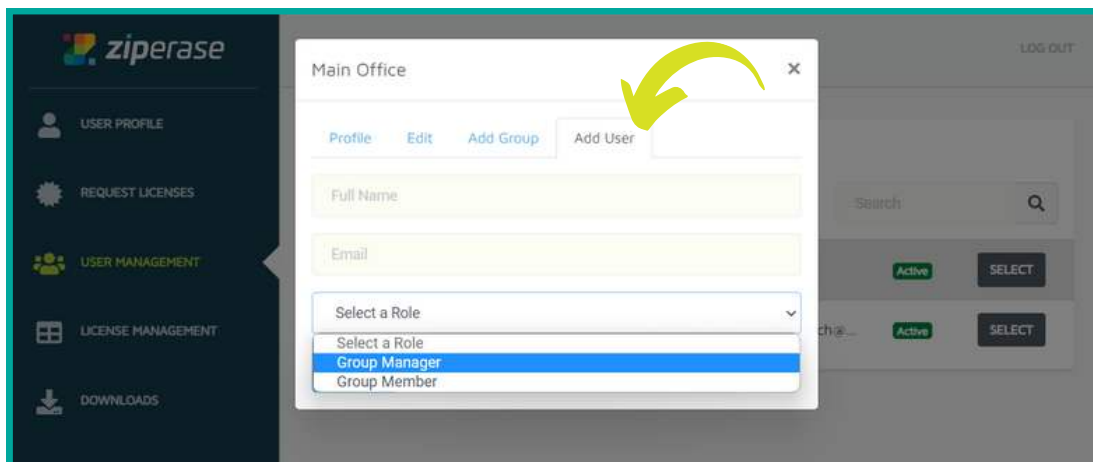 ziperase
LOG OUT
Main Office ×
Profile Edit Add Group Add User
USER PROFILE
Full Name
REQUEST LICENSES
Search
Email
USER MANAGEMENT
Active SELECT
Select a Role
LICENSE MANAGEMENT
ch@... Active SELECT
Select a Role
Group Manager
Group Member
DOWNLOADS